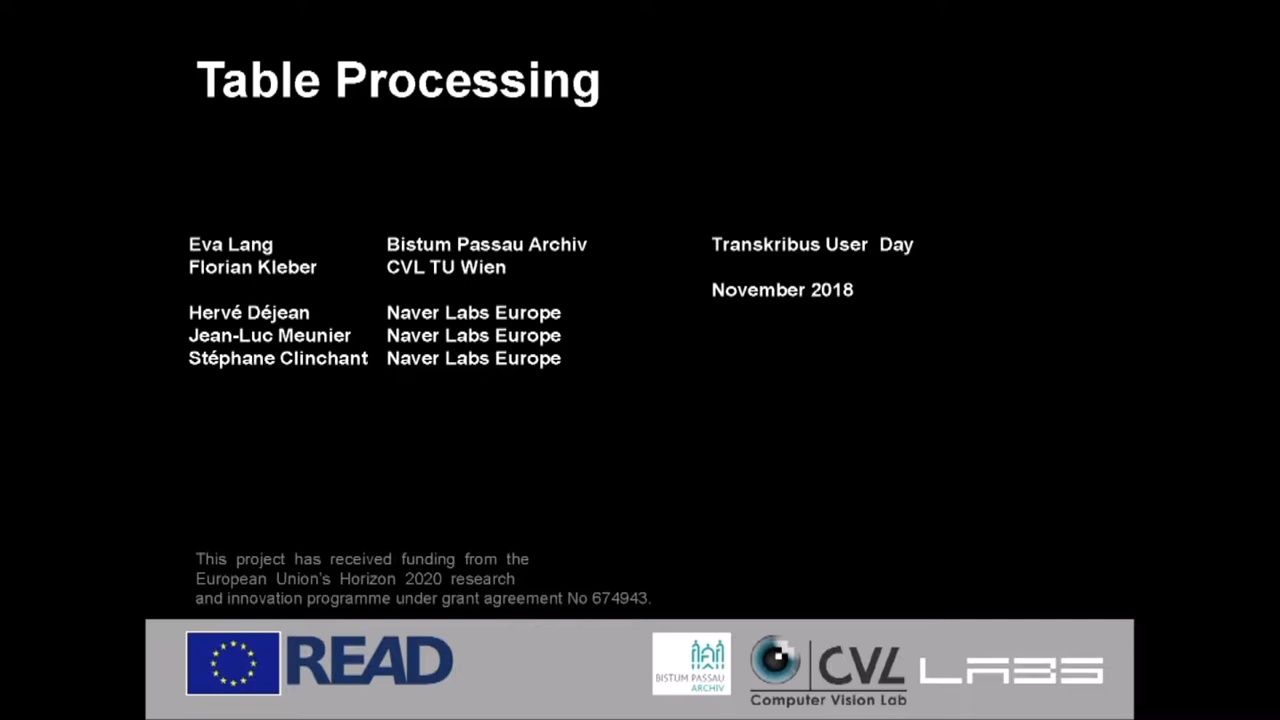 Table Processing
Eva Lang Bistum Passau Archiv Transkribus User Day
Florian Kleber CVL TU Wien
November 2018
Hervé Déjean Naver Labs Europe
Jean-Luc Meunier Naver Labs Europe
Stéphane Clinchant Naver Labs Europe
This project has received funding from the
European Union's Horizon 2020 research
and innovation programme under grant agreement No 674943.
READ
BISTUM PASSAU
ARCHIV
CVL
Computer Vision Lab
LABS